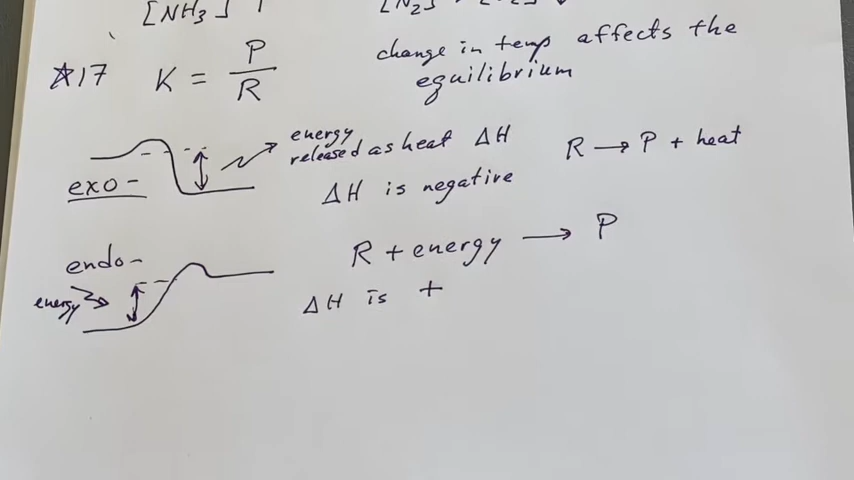 [NH₃]
[N₂]
☆17 K = P/R
change in temp affects the
equilibrium
energy
released as heat ΔH
R → P + heat
exo-
ΔH is negative
endo-
R + energy → P
energy
ΔH is +